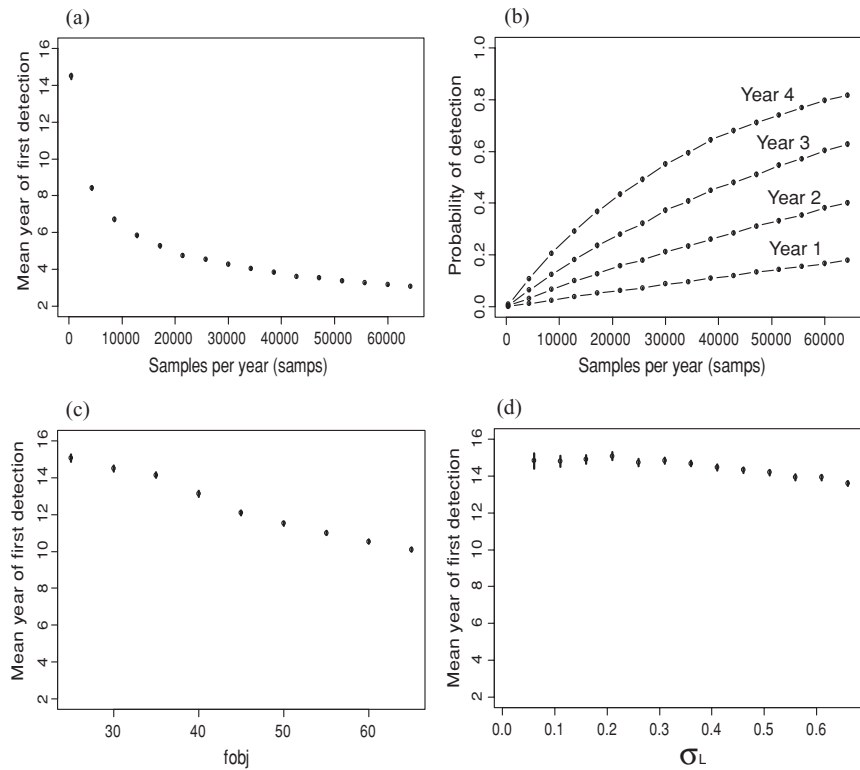 (a)
Mean year of first detection
16
14
12
10
8
6
4
2
0 10000 20000 30000 40000 50000 60000
Samples per year (samps)
(b)
Probability of detection
1.0
0.8
0.6
0.4
0.2
0.0
Year 4
Year 3
Year 2
Year 1
0 10000 20000 30000 40000 50000 60000
Samples per year (samps)
(c)
Mean year of first detection
16
14
12
10
8
6
4
2
30 40 50 60
fobj
(d)
Mean year of first detection
16
14
12
10
8
6
4
2
0.0 0.1 0.2 0.3 0.4 0.5 0.6
σL